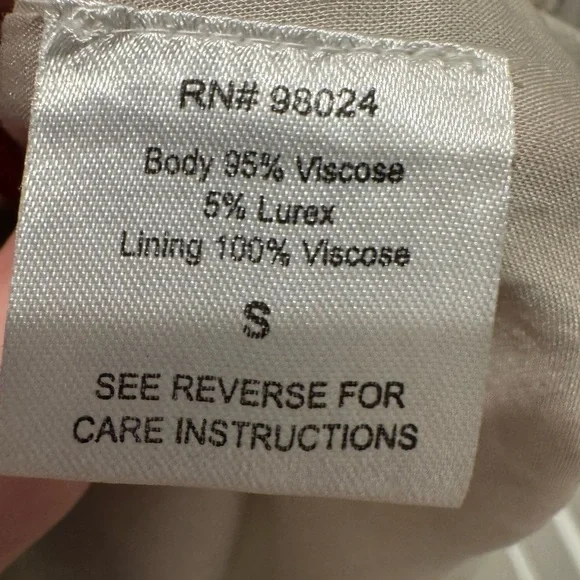 RN# 98024
Body 95% Viscose
5% Lurex
Lining 100% Viscose
S
SEE REVERSE FOR
CARE INSTRUCTIONS